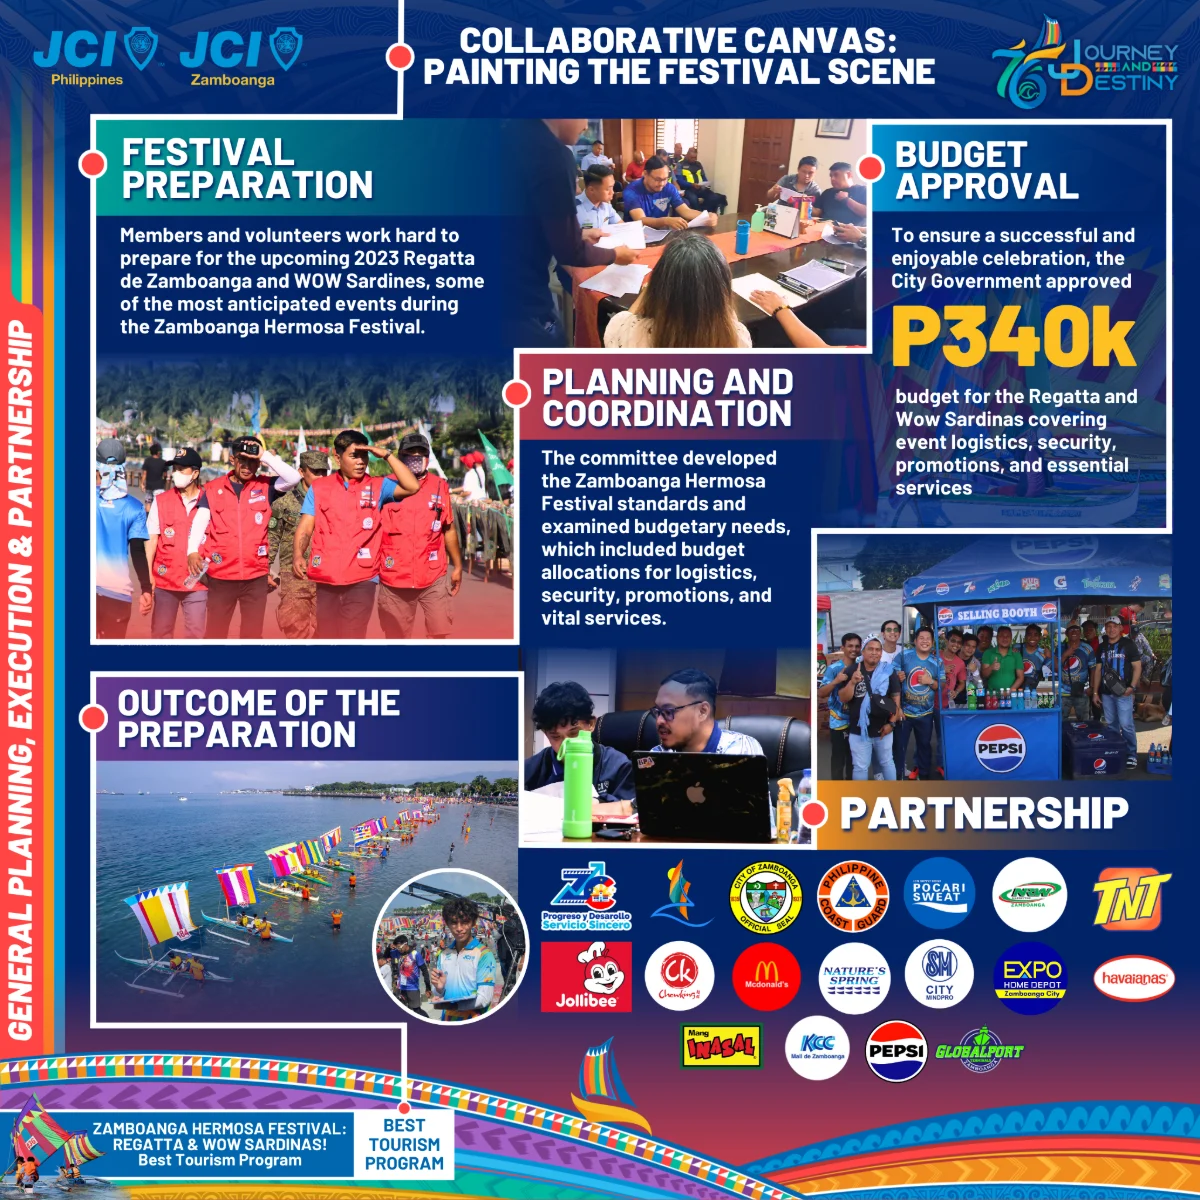 JCI
Philippines
JCI
Zamboanga
COLLABORATIVE CANVAS:
PAINTING THE FESTIVAL SCENE
76
JOURNEY
AND
DESTINY
GENERAL PLANNING, EXECUTION & PARTNERSHIP
FESTIVAL
PREPARATION
Members and volunteers work hard to
prepare for the upcoming 2023 Regatta
de Zamboanga and WOW Sardines, some
of the most anticipated events during
the Zamboanga Hermosa Festival.
BUDGET
APPROVAL
To ensure a successful and
enjoyable celebration, the
City Government approved
P340k
budget for the Regatta and
Wow Sardinas covering
event logistics, security,
promotions, and essential
services
PLANNING AND
COORDINATION
The committee developed
the Zamboanga Hermosa
Festival standards and
examined budgetary needs,
which included budget
allocations for logistics,
security, promotions, and
vital services.
PEPSI
SELLING BOOTH
PEPSI
OUTCOME OF THE
PREPARATION
PARTNERSHIP
Progreso y Desarollo
Servicio Sincero
CITY OF ZAMBOANGA
OFFICIAL SEAL
PHILIPPINE
COAST GUARD
POCARI
SWEAT
ZAMBOANGA
TNT
Jollibee
Ck
Chowking
McDonald's
NATURE'S
SPRING
SM
CITY
MINDPRO
EXPO
HOME DEPOT
Zamboanga City
havaianas
Mang
INASAL
KCC
Mall de Zamboanga
PEPSI
GLOBALPORT
ZAMBOANGA HERMOSA FESTIVAL:
REGATTA & WOW SARDINAS!
Best Tourism Program
BEST
TOURISM
PROGRAM